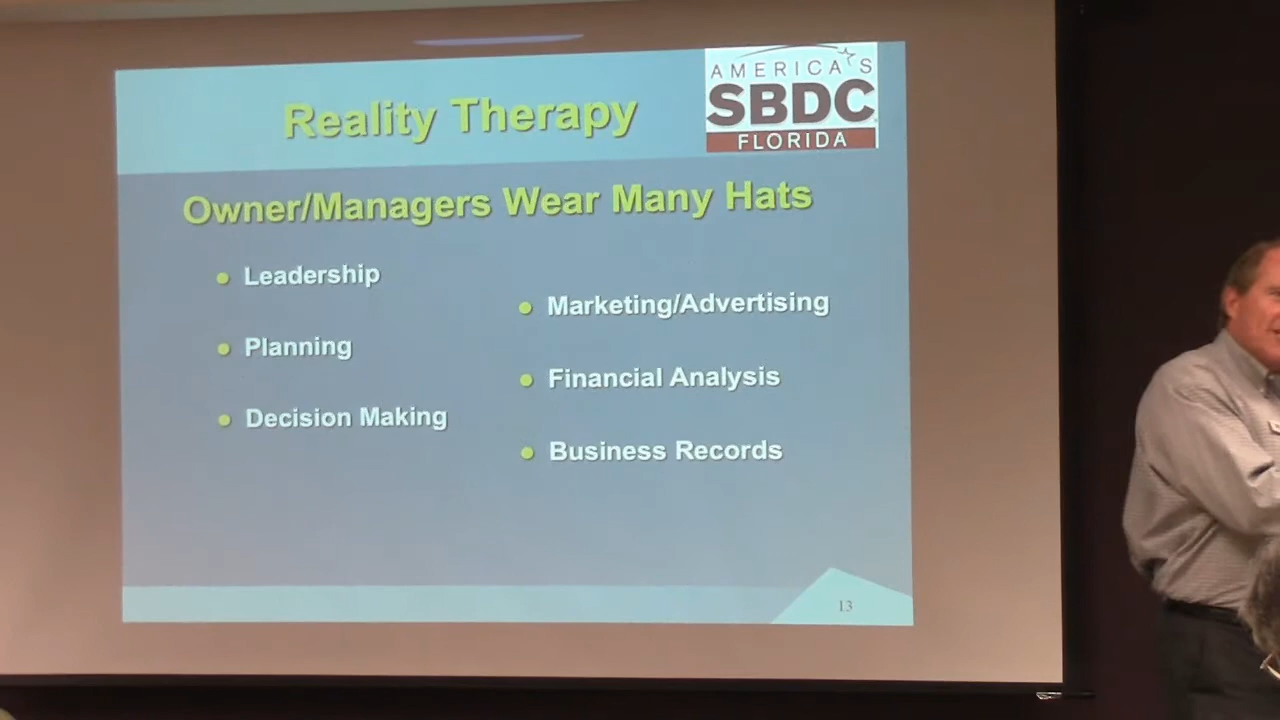 Reality Therapy
AMERICA'S
SBDC
FLORIDA
Owner/Managers Wear Many Hats
Leadership
Planning
Decision Making
Marketing/Advertising
Financial Analysis
Business Records
13